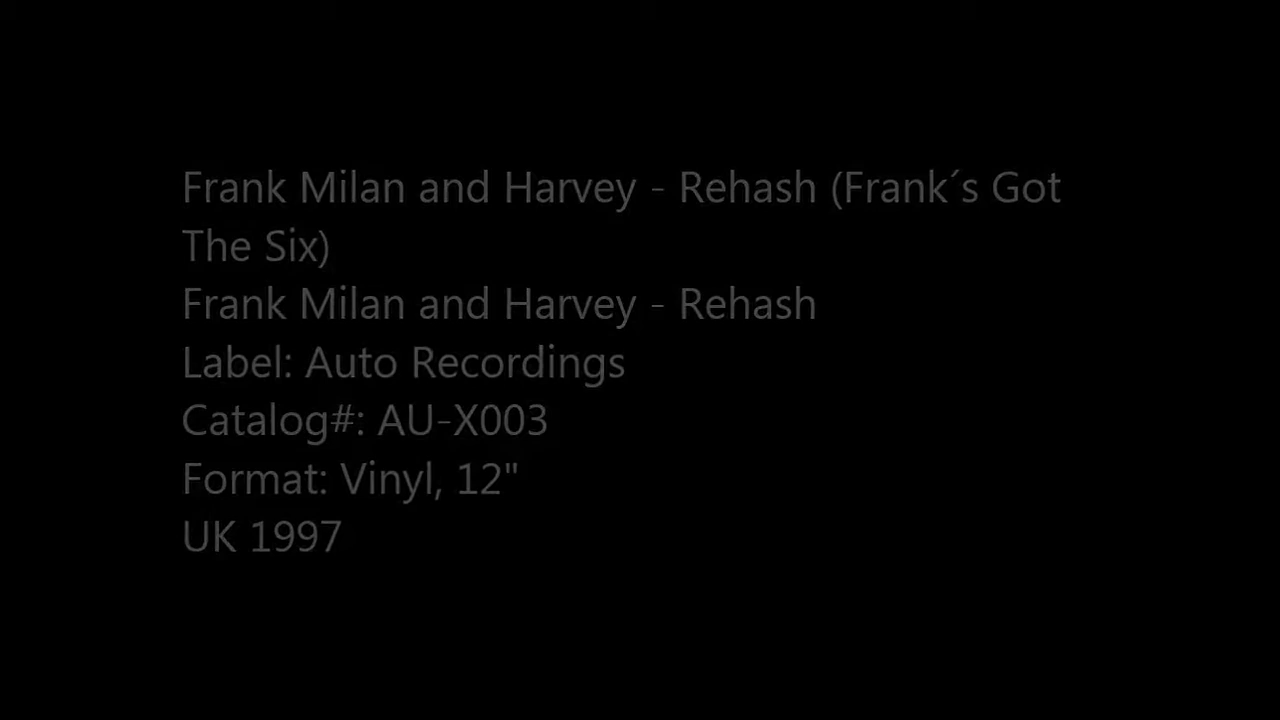 Frank Milan and Harvey - Rehash (Frank´s Got
The Six)
Frank Milan and Harvey - Rehash
Label: Auto Recordings
Catalog#: AU-X003
Format: Vinyl, 12"
UK 1997